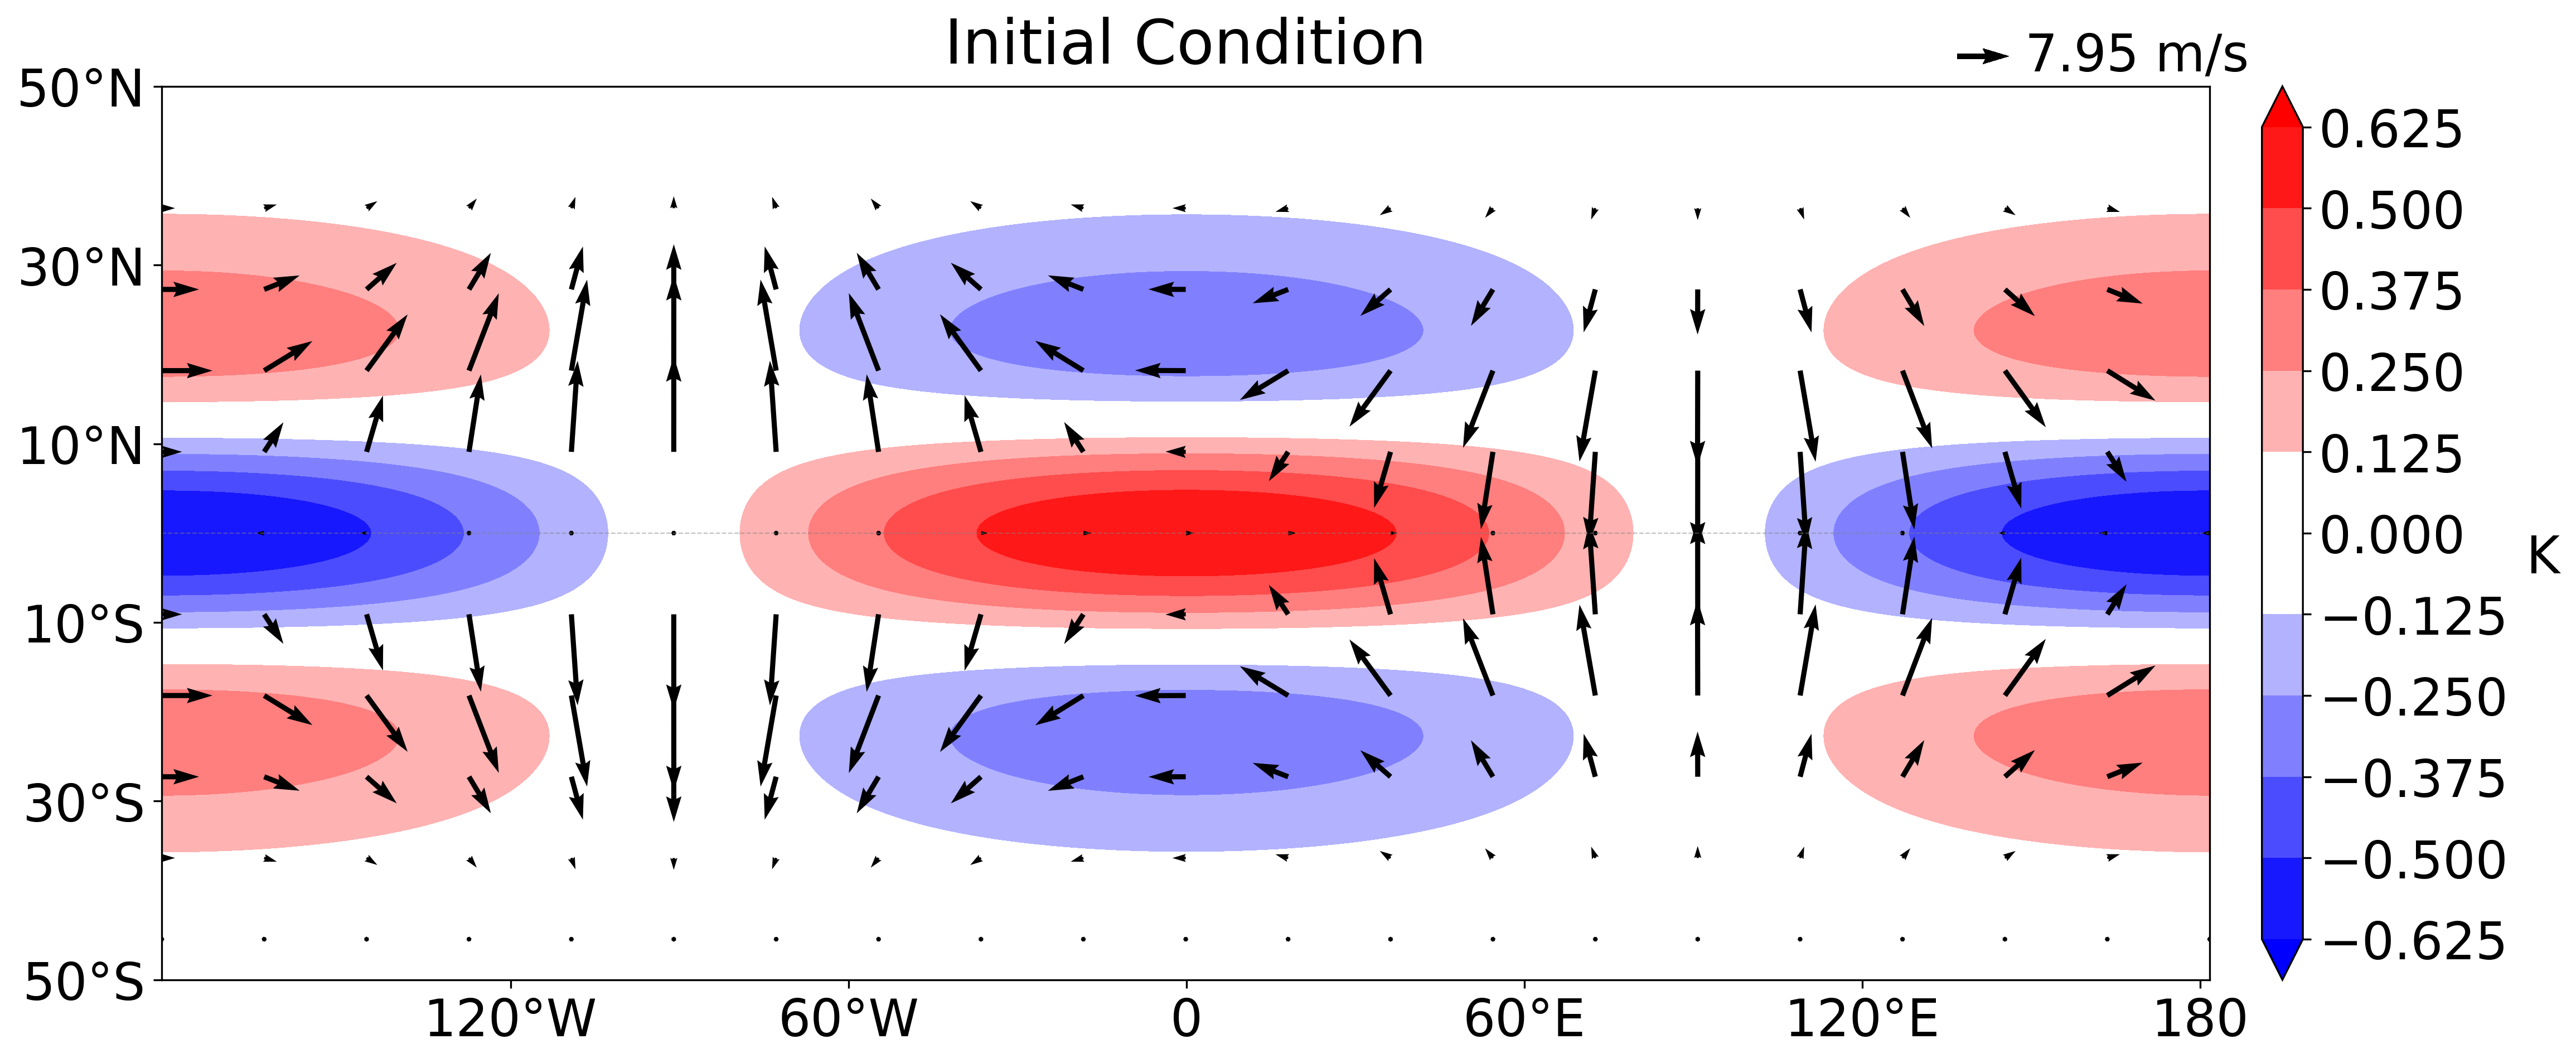 Initial Condition
7.95 m/s
50°N
30°N
10°N
10°S
30°S
50°S
120°W
60°W
0
60°E
120°E
180
0.625
0.500
0.375
0.250
0.125
0.000
−0.125
−0.250
−0.375
−0.500
−0.625
K